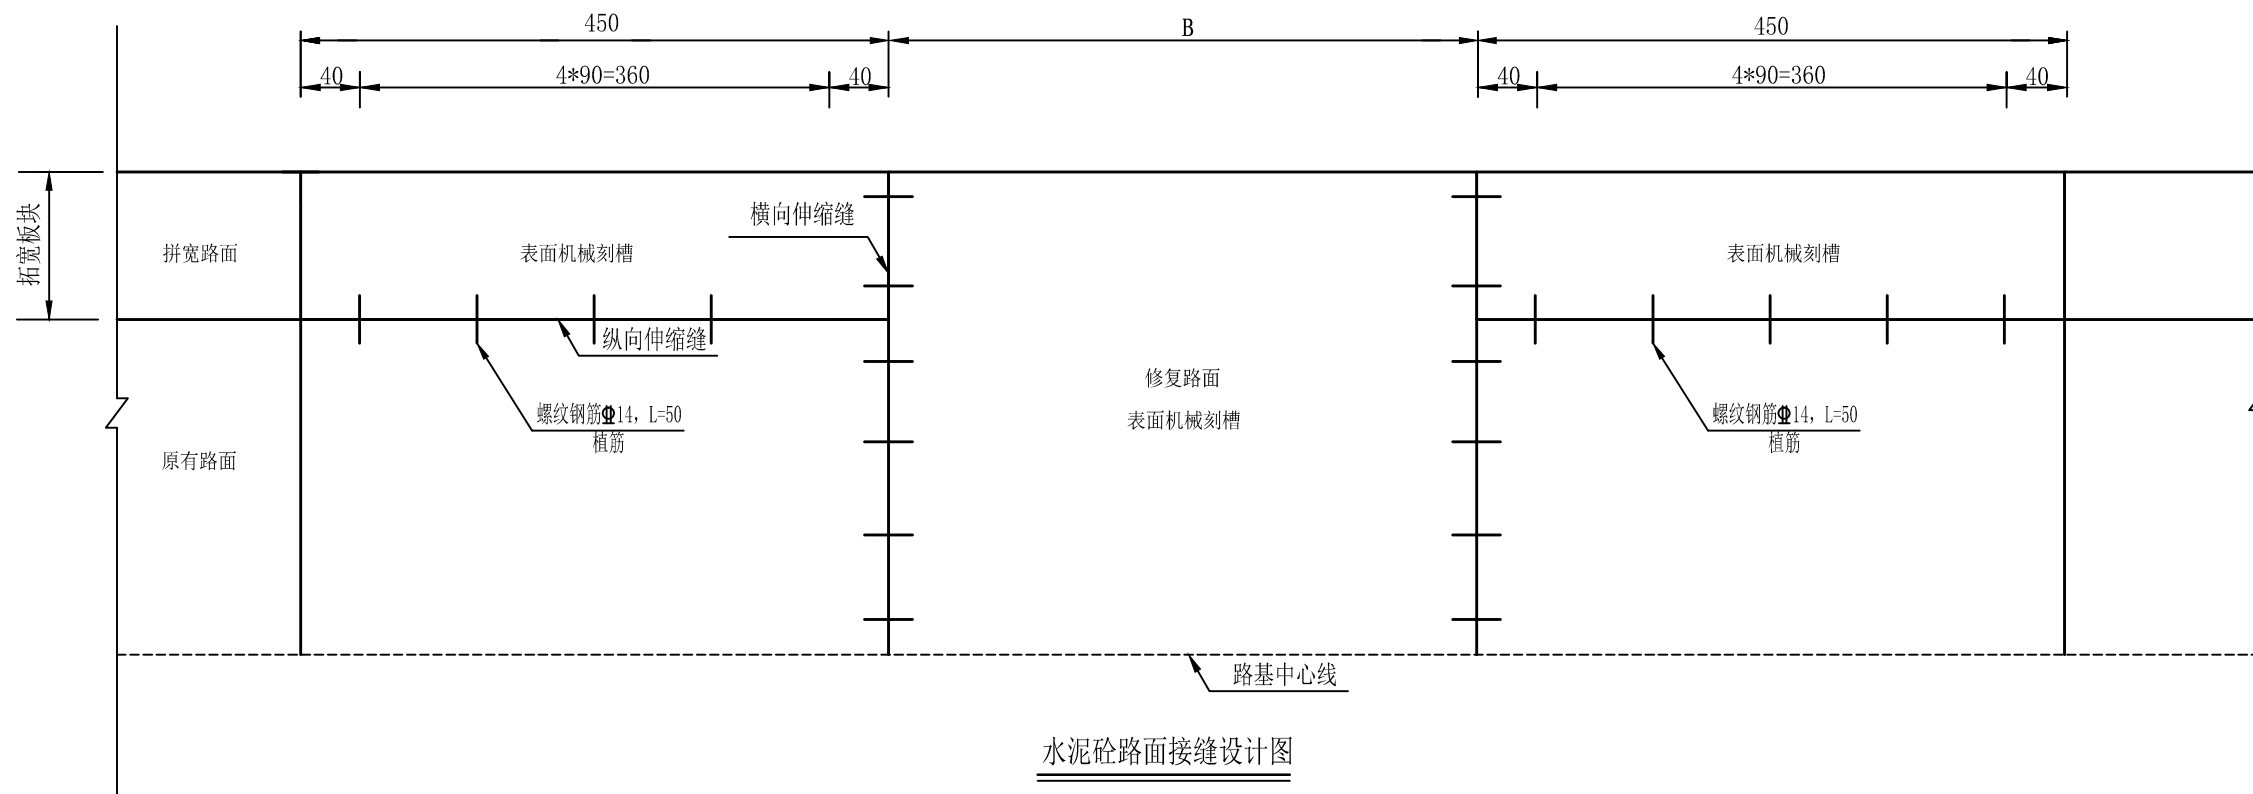 450
B
450
40
4*90=360
40
40
4*90=360
40
拓宽板块
拼宽路面
表面机械刻槽
横向伸缩缝
表面机械刻槽
纵向伸缩缝
修复路面
表面机械刻槽
螺纹钢筋Φ14, L=50
植筋
螺纹钢筋Φ14, L=50
植筋
原有路面
路基中心线
水泥砼路面接缝设计图